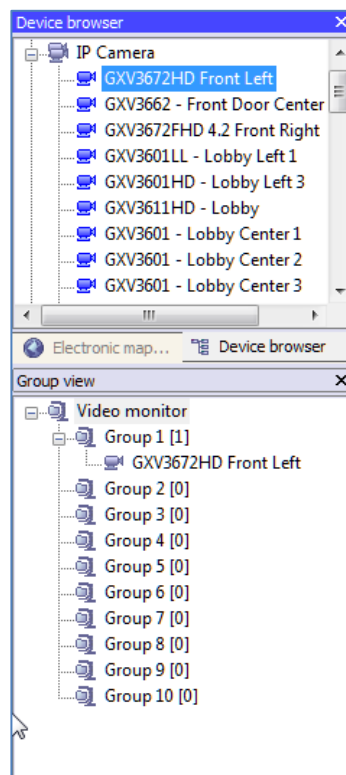 Device browser
IP Camera
GXV3672HD Front Left
GXV3662 - Front Door Center
GXV3672FHD 4.2 Front Right
GXV3601LL - Lobby Left 1
GXV3601HD - Lobby Left 3
GXV3611HD - Lobby
GXV3601 - Lobby Center 1
GXV3601 - Lobby Center 2
GXV3601 - Lobby Center 3
Electronic map... Device browser
Group view
Video monitor
Group 1 [1]
GXV3672HD Front Left
Group 2 [0]
Group 3 [0]
Group 4 [0]
Group 5 [0]
Group 6 [0]
Group 7 [0]
Group 8 [0]
Group 9 [0]
Group 10 [0]